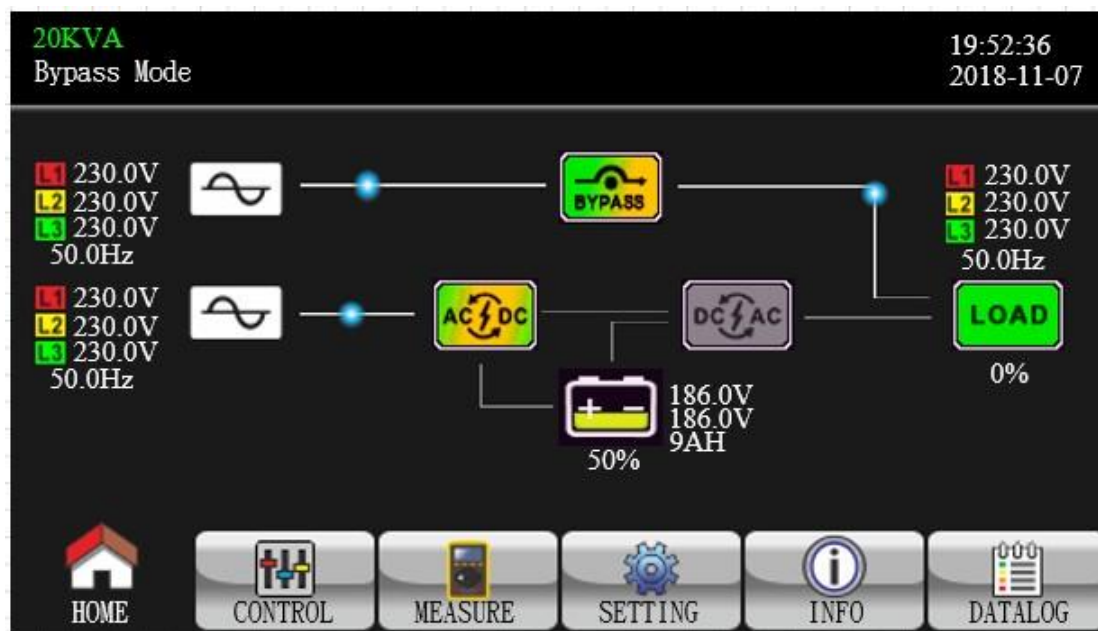 20KVA
Bypass Mode
19:52:36
2018-11-07
L1 230.0V
L2 230.0V
L3 230.0V
50.0Hz
BYPASS
L1 230.0V
L2 230.0V
L3 230.0V
50.0Hz
L1 230.0V
L2 230.0V
L3 230.0V
50.0Hz
AC DC
DC AC
LOAD
0%
+ -
186.0V
186.0V
9AH
50%
HOME
CONTROL
MEASURE
SETTING
INFO
DATALOG